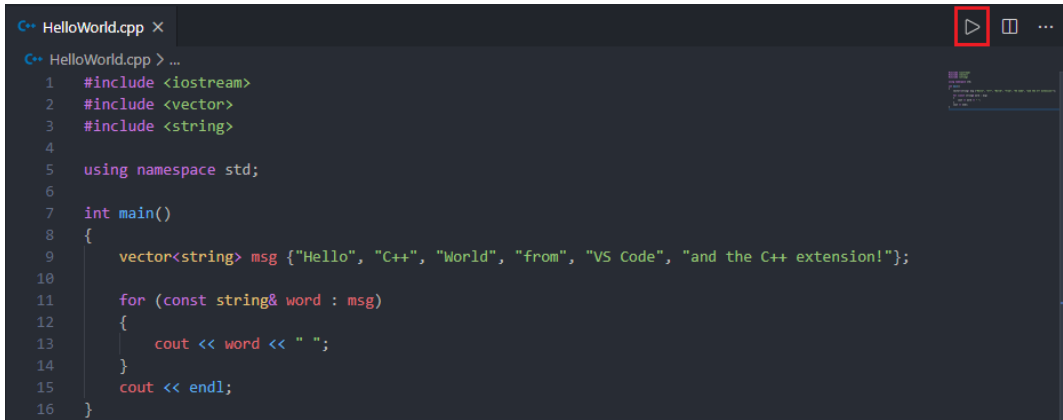 C++ HelloWorld.cpp ×
C++ HelloWorld.cpp > ...
1 #include <iostream>
2 #include <vector>
3 #include <string>
4
5 using namespace std;
6
7 int main()
8 {
9     vector<string> msg {"Hello", "C++", "World", "from", "VS Code", "and the C++ extension!"};
10
11     for (const string& word : msg)
12     {
13         cout << word << " ";
14     }
15     cout << endl;
16 }